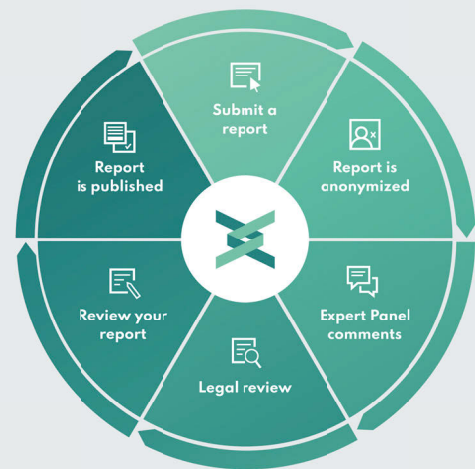 Submit a
report
Report is
anonymized
Expert Panel
comments
Legal review
Review your
report
Report
is published